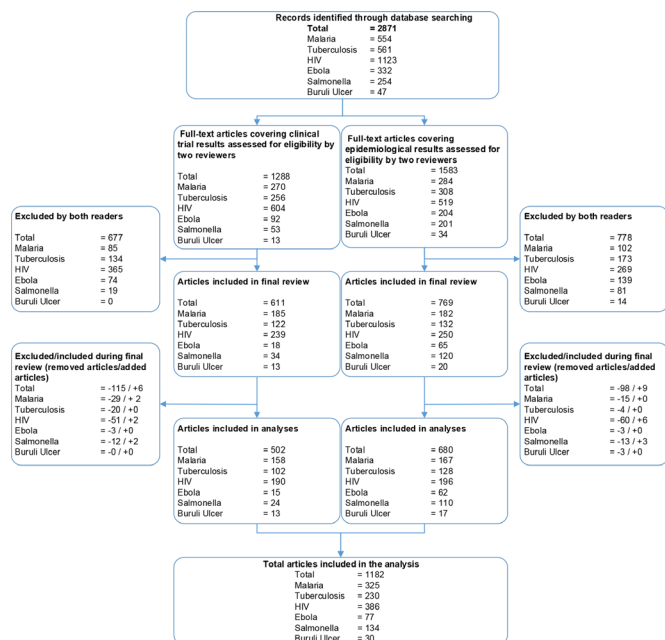 Records identified through database searching
Total = 2871
Malaria = 554
Tuberculosis = 561
HIV = 1123
Ebola = 332
Salmonella = 254
Buruli Ulcer = 47
Full-text articles covering clinical
trial results assessed for eligibility by
two reviewers
Total = 1288
Malaria = 270
Tuberculosis = 256
HIV = 604
Ebola = 92
Salmonella = 53
Buruli Ulcer = 13
Full-text articles covering
epidemiological results assessed for
eligibility by two reviewers
Total = 1583
Malaria = 284
Tuberculosis = 308
HIV = 519
Ebola = 204
Salmonella = 201
Buruli Ulcer = 34
Excluded by both readers
Total = 677
Malaria = 85
Tuberculosis = 134
HIV = 365
Ebola = 74
Salmonella = 19
Buruli Ulcer = 0
Excluded by both readers
Total = 778
Malaria = 102
Tuberculosis = 173
HIV = 269
Ebola = 139
Salmonella = 81
Buruli Ulcer = 14
Articles included in final review
Total = 611
Malaria = 185
Tuberculosis = 122
HIV = 239
Ebola = 18
Salmonella = 34
Buruli Ulcer = 13
Articles included in final review
Total = 769
Malaria = 182
Tuberculosis = 132
HIV = 250
Ebola = 65
Salmonella = 120
Buruli Ulcer = 20
Excluded/included during final
review (removed articles/added
articles)
Total = -115 / +6
Malaria = -29 / + 2
Tuberculosis = -20 / +0
HIV = -51 / +2
Ebola = -3 / +0
Salmonella = -12 / +2
Buruli Ulcer = -0 / +0
Excluded/included during final
review (removed articles/added
articles)
Total = -98 / +9
Malaria = -15 / +0
Tuberculosis = -4 / +0
HIV = -60 / +6
Ebola = -3 / +0
Salmonella = -13 / +3
Buruli Ulcer = -3 / +0
Articles included in analyses
Total = 502
Malaria = 158
Tuberculosis = 102
HIV = 190
Ebola = 15
Salmonella = 24
Buruli Ulcer = 13
Articles included in analyses
Total = 680
Malaria = 167
Tuberculosis = 128
HIV = 196
Ebola = 62
Salmonella = 110
Buruli Ulcer = 17
Total articles included in the analysis
Total = 1182
Malaria = 325
Tuberculosis = 230
HIV = 386
Ebola = 77
Salmonella = 134
Buruli Ulcer = 30